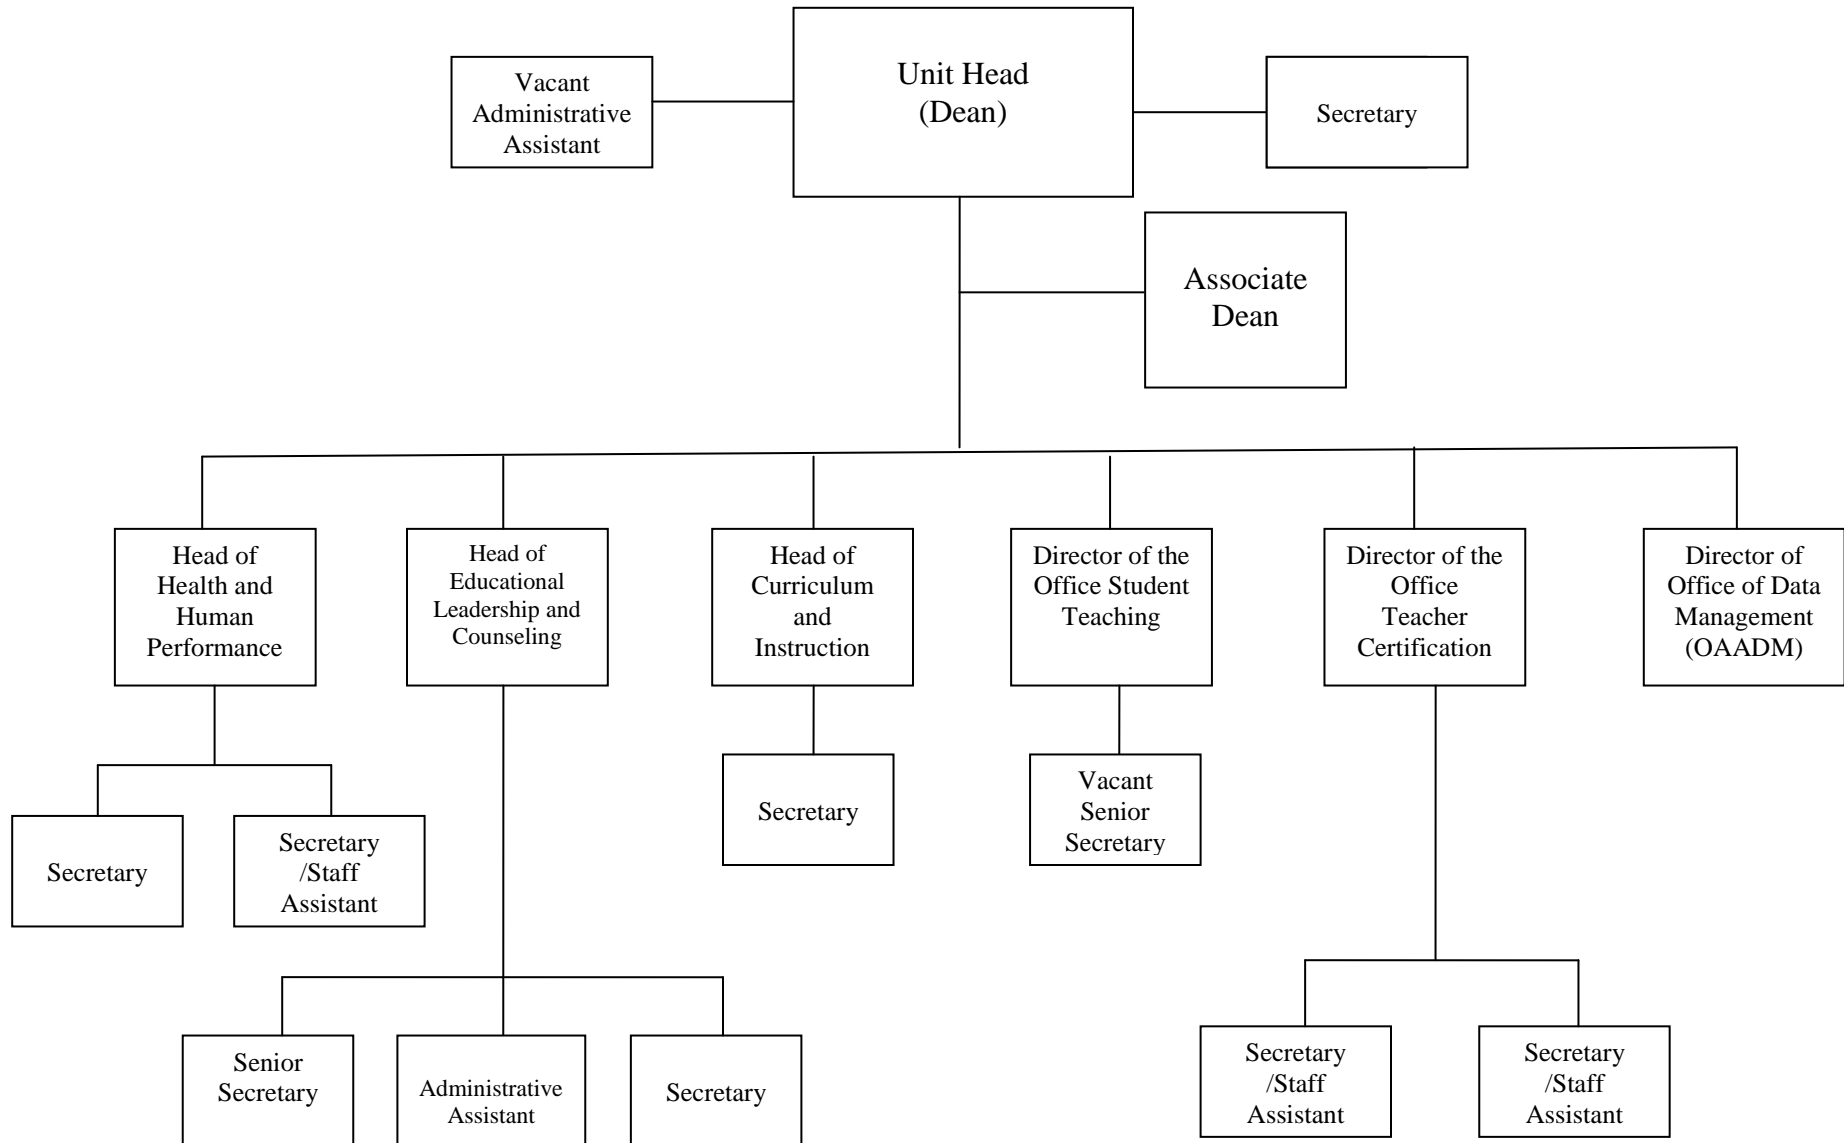 Unit Head
(Dean)
Vacant
Administrative
Assistant
Secretary
Associate
Dean
Head of
Health and
Human
Performance
Head of
Educational
Leadership and
Counseling
Head of
Curriculum
and
Instruction
Director of the
Office Student
Teaching
Director of the
Office
Teacher
Certification
Director of
Office of Data
Management
(OAADM)
Secretary
Secretary
/Staff
Assistant
Secretary
Vacant
Senior
Secretary
Senior
Secretary
Administrative
Assistant
Secretary
Secretary
/Staff
Assistant
Secretary
/Staff
Assistant